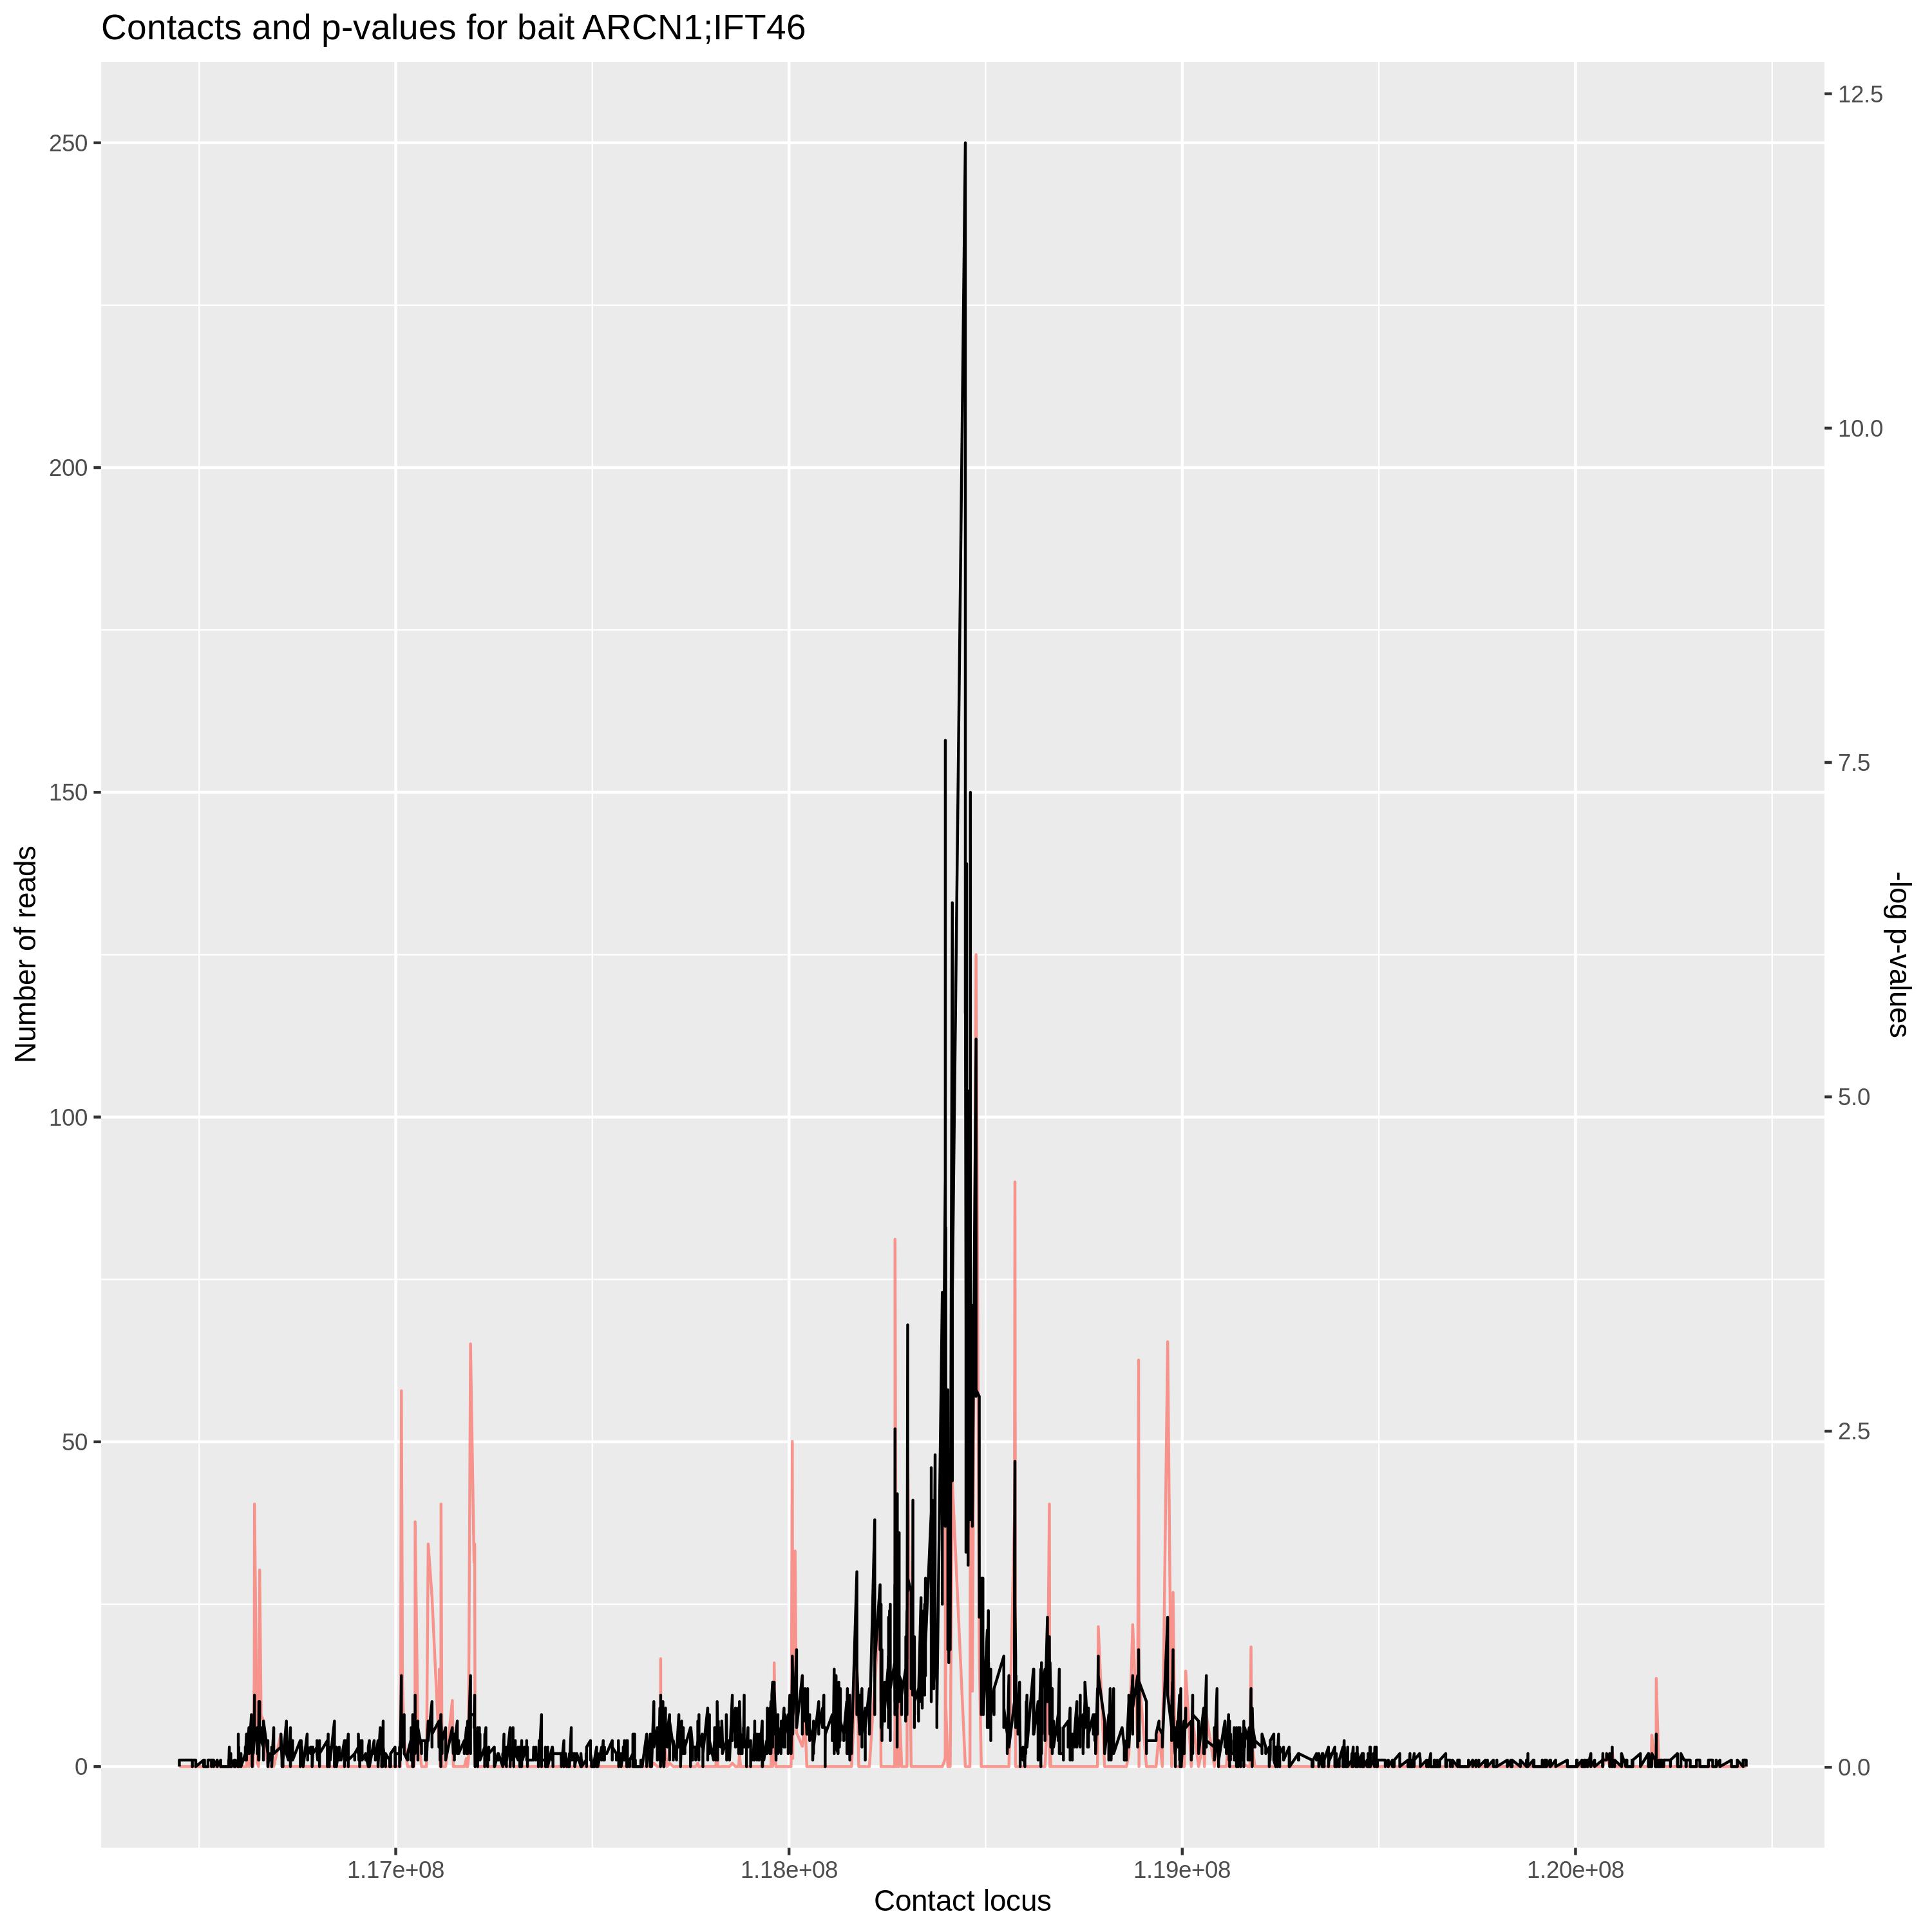 Contacts and p-values for bait ARCN1;IFT46
250
200
150
100
50
0
Number of reads
12.5
10.0
7.5
5.0
2.5
0.0
-log p-values
1.17e+08 1.18e+08 1.19e+08 1.20e+08
Contact locus